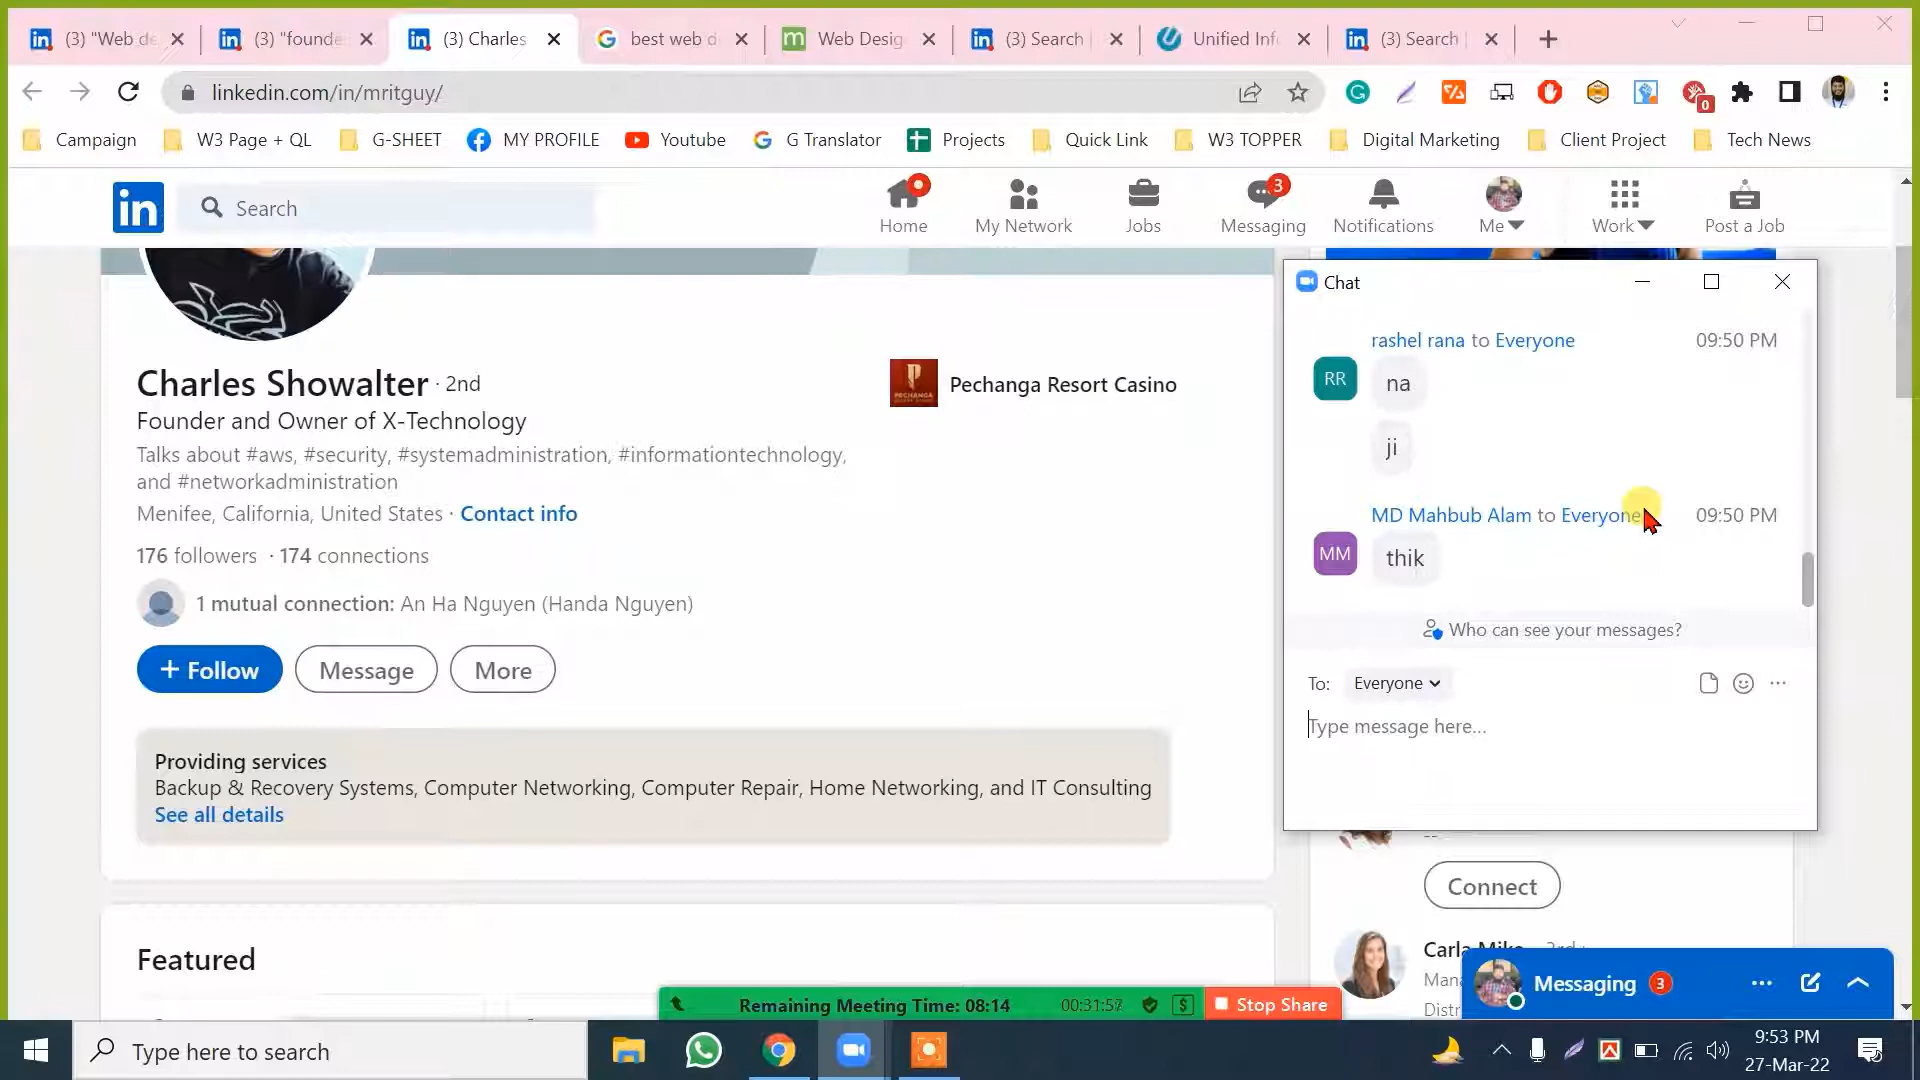 (3) "Web de
(3) "founde
(3) Charles
best web d
Web Desig
(3) Search
Unified Inf
(3) Search
linkedin.com/in/mritguy/
0
Campaign
W3 Page + QL
G-SHEET
MY PROFILE
Youtube
G Translator
Projects
Quick Link
W3 TOPPER
Digital Marketing
Client Project
Tech News
in
Search
Home
My Network
Jobs
3
Messaging
Notifications
Me
Work
Post a Job
Charles Showalter · 2nd
Founder and Owner of X-Technology
Talks about #aws, #security, #systemadministration, #informationtechnology,
and #networkadministration
Menifee, California, United States · Contact info
176 followers · 174 connections
1 mutual connection: An Ha Nguyen (Handa Nguyen)
+ Follow
Message
More
Pechanga Resort Casino
Providing services
Backup & Recovery Systems, Computer Networking, Computer Repair, Home Networking, and IT Consulting
See all details
Featured
Chat
rashel rana to Everyone 09:50 PM
RR
na
ji
MD Mahbub Alam to Everyone 09:50 PM
MM
thik
Who can see your messages?
To: Everyone
Type message here...
Connect
Messaging 3
Remaining Meeting Time: 08:14
00:31:57
Stop Share
Type here to search
9:53 PM
27-Mar-22